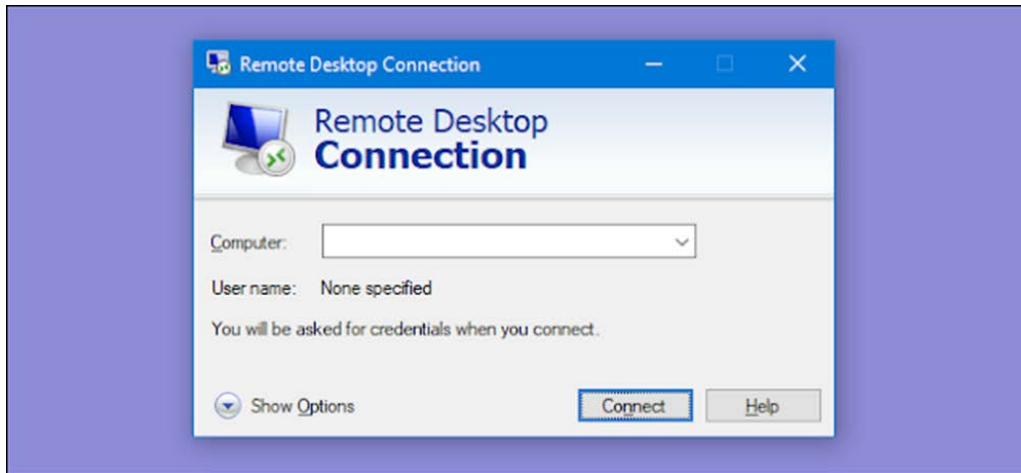 Remote Desktop Connection
Remote Desktop
Connection
Computer:
User name: None specified
You will be asked for credentials when you connect.
Show Options Connect Help